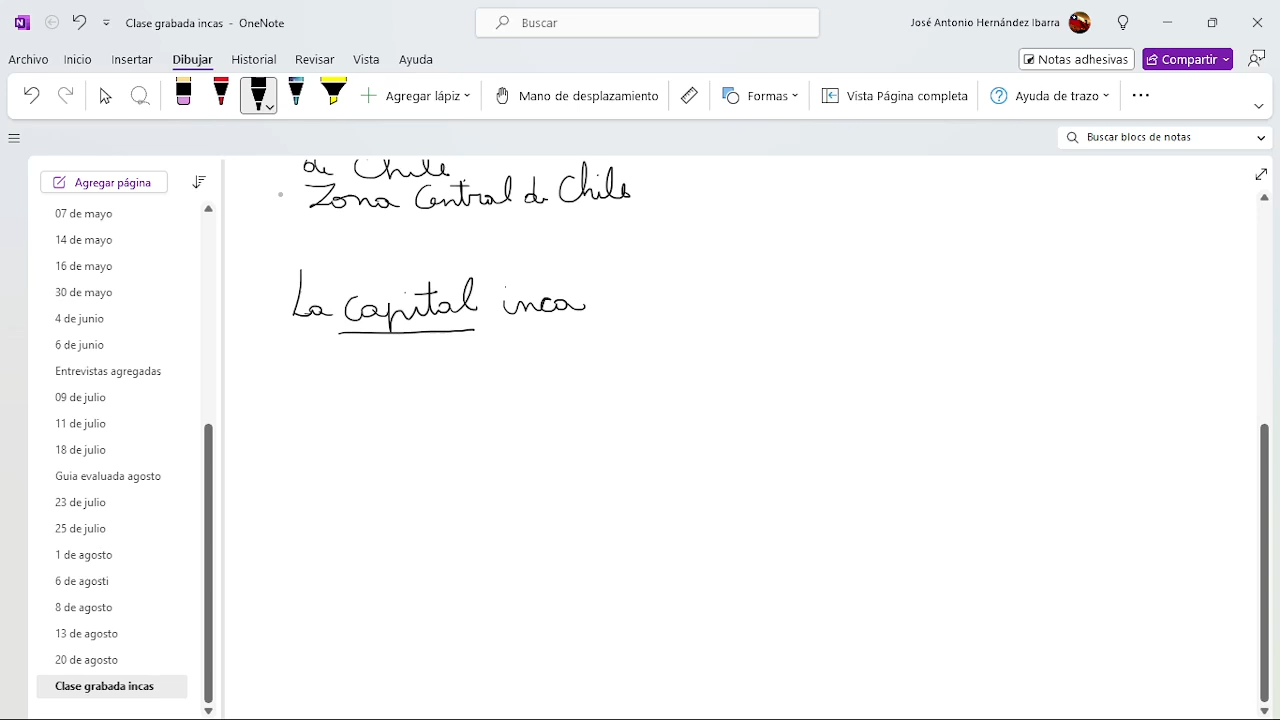 Clase grabada incas - OneNote
Buscar
José Antonio Hernández Ibarra
Archivo Inicio Insertar Dibujar Historial Revisar Vista Ayuda
Notas adhesivas Compartir
Agregar lápiz Mano de desplazamiento Formas Vista Página completa Ayuda de trazo
Buscar blocs de notas
Agregar página
07 de mayo
14 de mayo
16 de mayo
30 de mayo
4 de junio
6 de junio
Entrevistas agregadas
09 de julio
11 de julio
18 de julio
Guia evaluada agosto
23 de julio
25 de julio
1 de agosto
6 de agosti
8 de agosto
13 de agosto
20 de agosto
Clase grabada incas
de Chile
• Zona Central de Chile
La capital inca